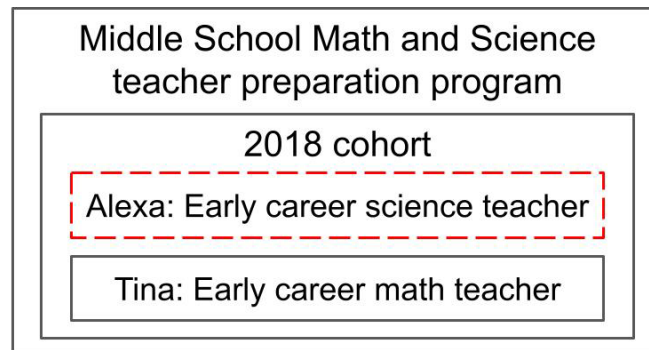 Middle School Math and Science
teacher preparation program
2018 cohort
Alexa: Early career science teacher
Tina: Early career math teacher